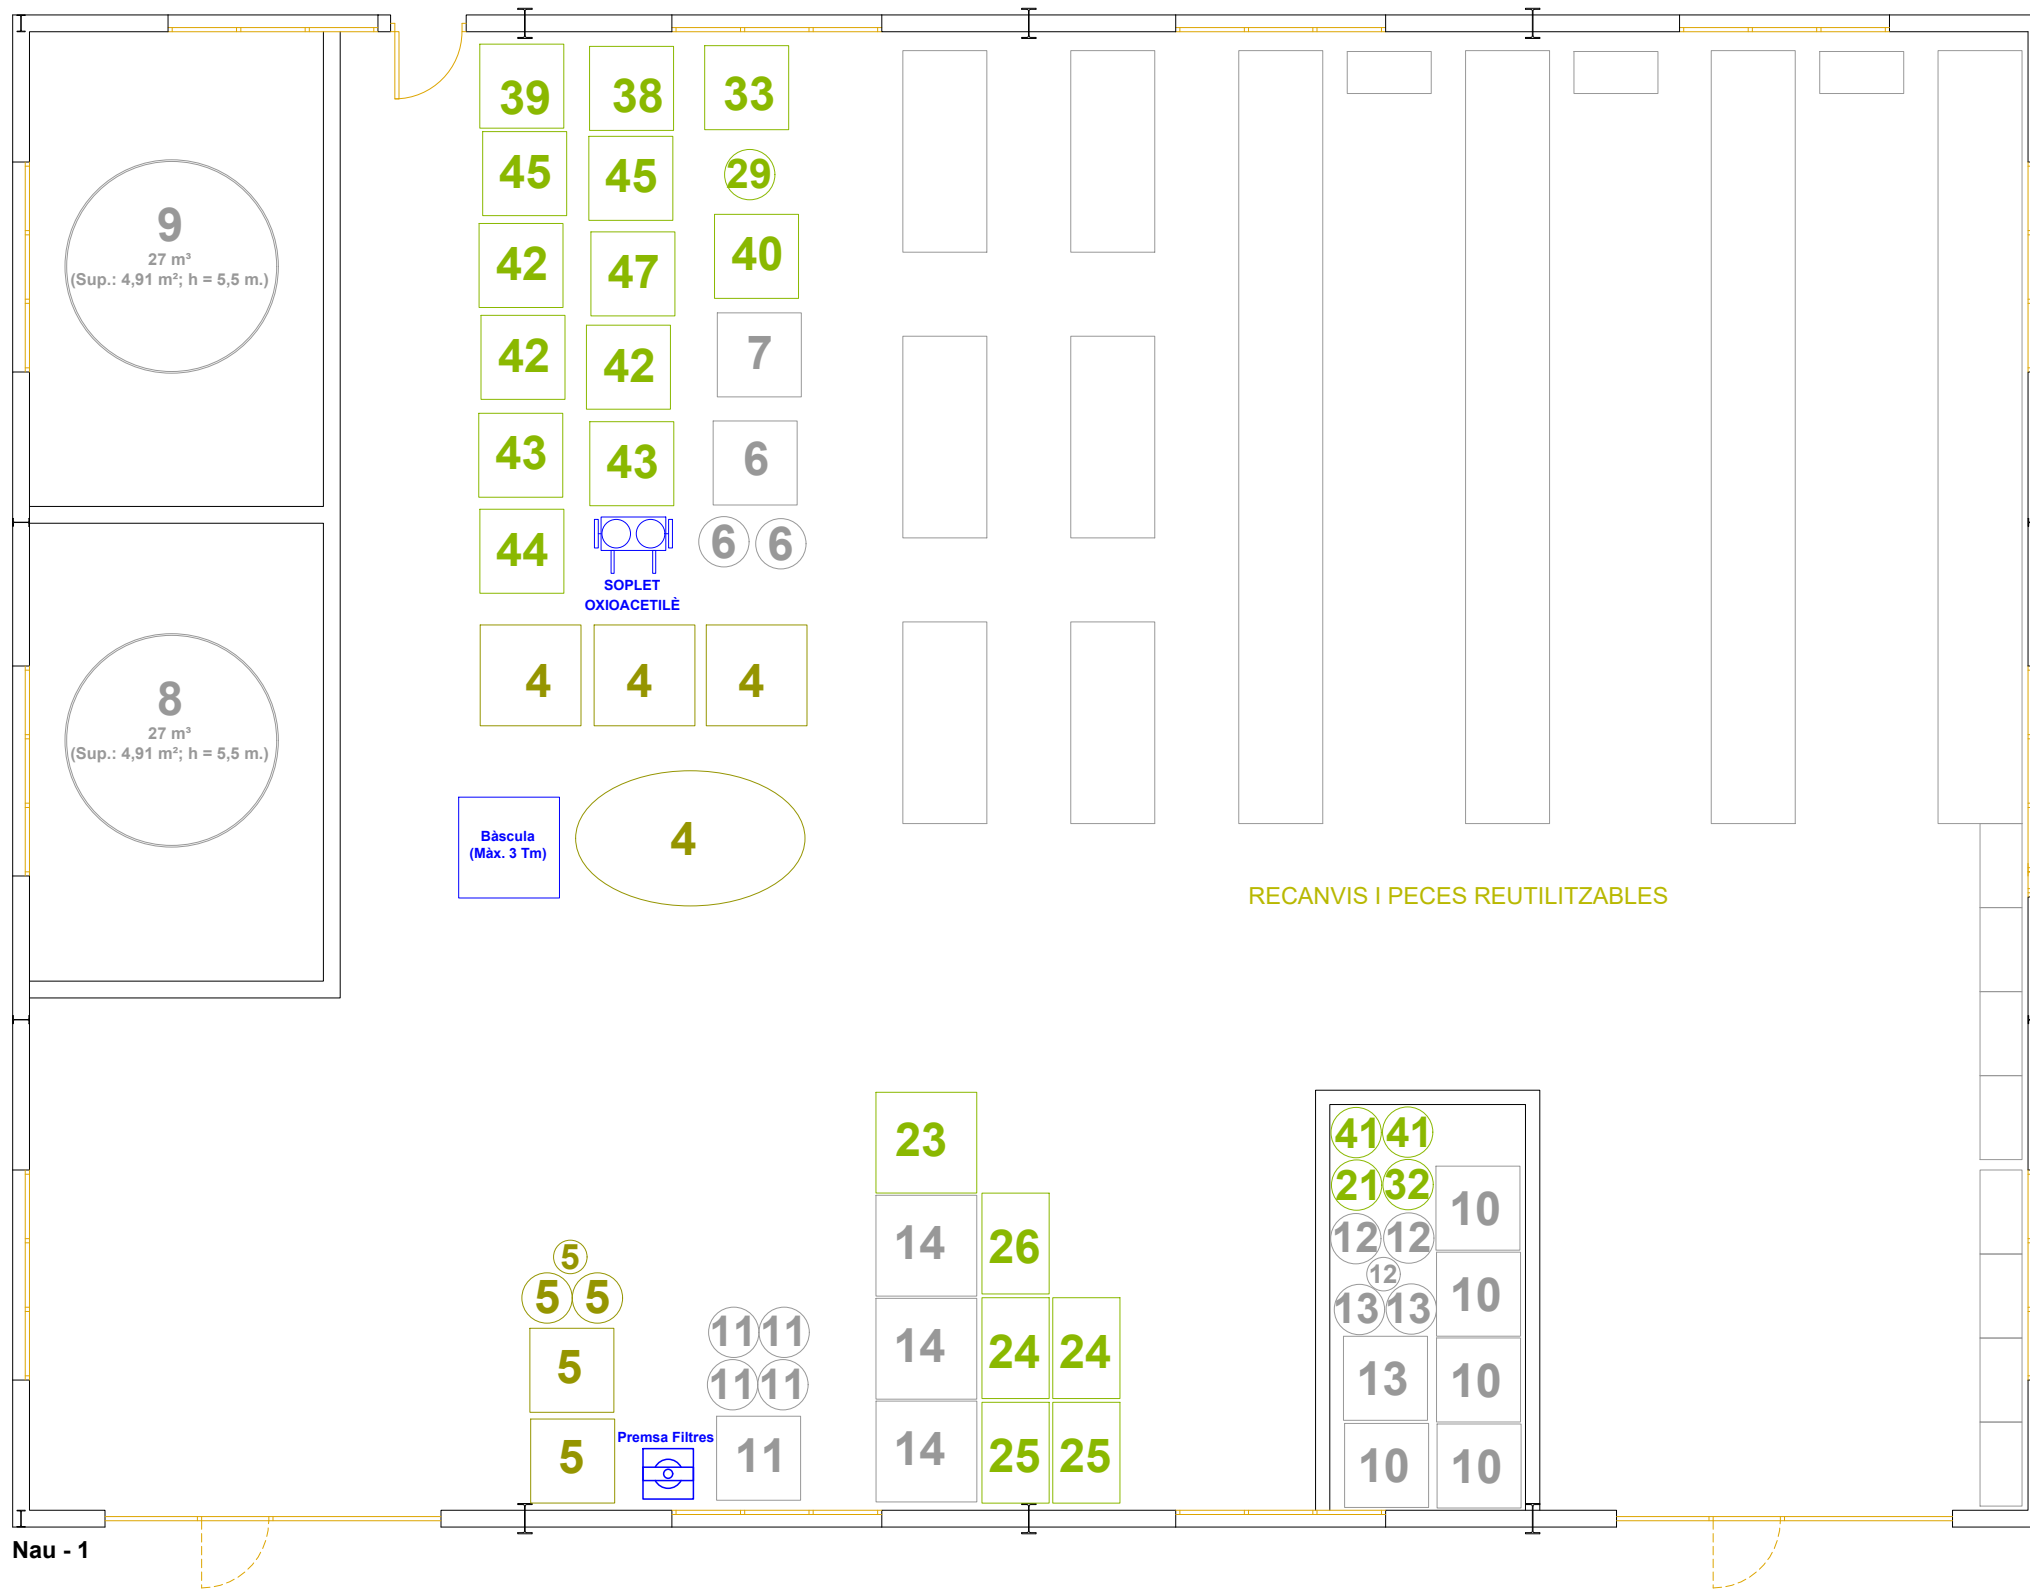 39 38 33
45 45 29
9
27 m³
(Sup.: 4,91 m²; h = 5,5 m.)
42 47 40
42 42 7
43 43 6
44 6 6
SOPLET
OXIOACETILÈ
4 4 4
8
27 m³
(Sup.: 4,91 m²; h = 5,5 m.)
Bàscula
(Màx. 3 Tm)
4
RECANVIS I PECES REUTILITZABLES
23
14 26
14 24 24
14 25 25
41 41
21 32
10
12 12
12
10
13 13
13 10
10 10
5
5 5
5
5
Premsa Filtres
11 11
11 11
11
Nau - 1